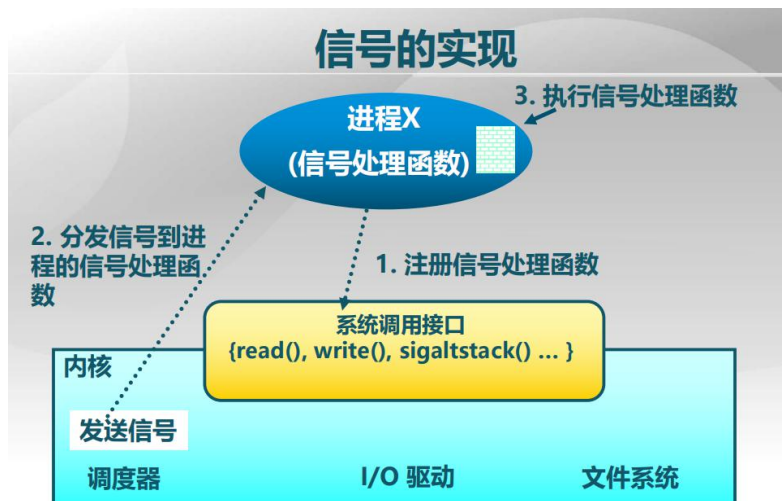 信号的实现
3. 执行信号处理函数
进程X
(信号处理函数)
2. 分发信号到进
程的信号处理函
数
1. 注册信号处理函数
系统调用接口
{read(), write(), sigaltstack() ... }
内核
发送信号
调度器
I/O 驱动
文件系统